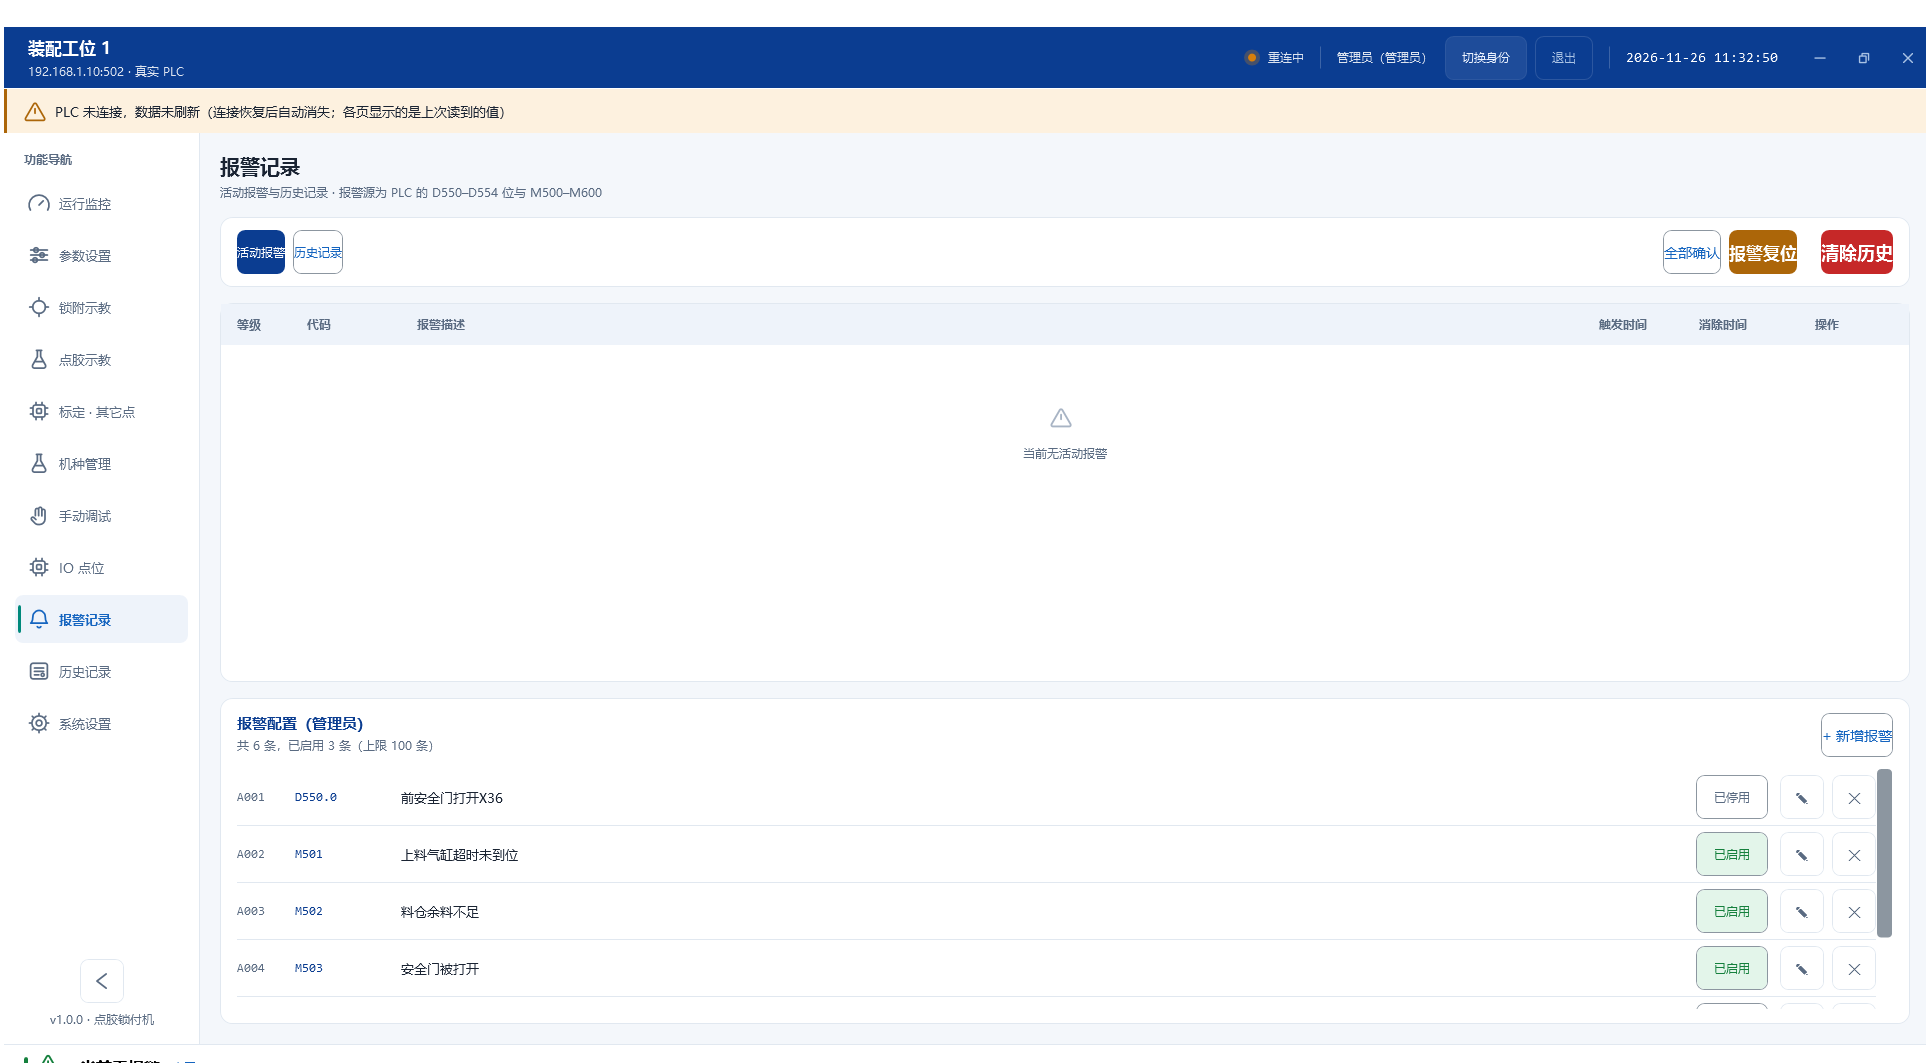 装配工位 1
192.168.1.10:502 · 真实 PLC
重连中
管理员（管理员）
切换身份
退出
2026-11-26 11:32:50
PLC 未连接，数据未刷新（连接恢复后自动消失；各页显示的是上次读到的值）
功能导航
运行监控
参数设置
锁附示教
点胶示教
标定 · 其它点
机种管理
手动调试
IO 点位
报警记录
历史记录
系统设置
v1.0.0 · 点胶锁付机
报警记录
活动报警与历史记录 · 报警源为 PLC 的 D550–D554 位与 M500–M600
活动报警
历史记录
全部确认
报警复位
清除历史
等级 代码 报警描述 触发时间 消除时间 操作
当前无活动报警
报警配置（管理员）
共 6 条，已启用 3 条（上限 100 条）
+ 新增报警
A001 D550.0 前安全门打开X36 已停用
A002 M501 上料气缸超时未到位 已启用
A003 M502 料仓余料不足 已启用
A004 M503 安全门被打开 已启用